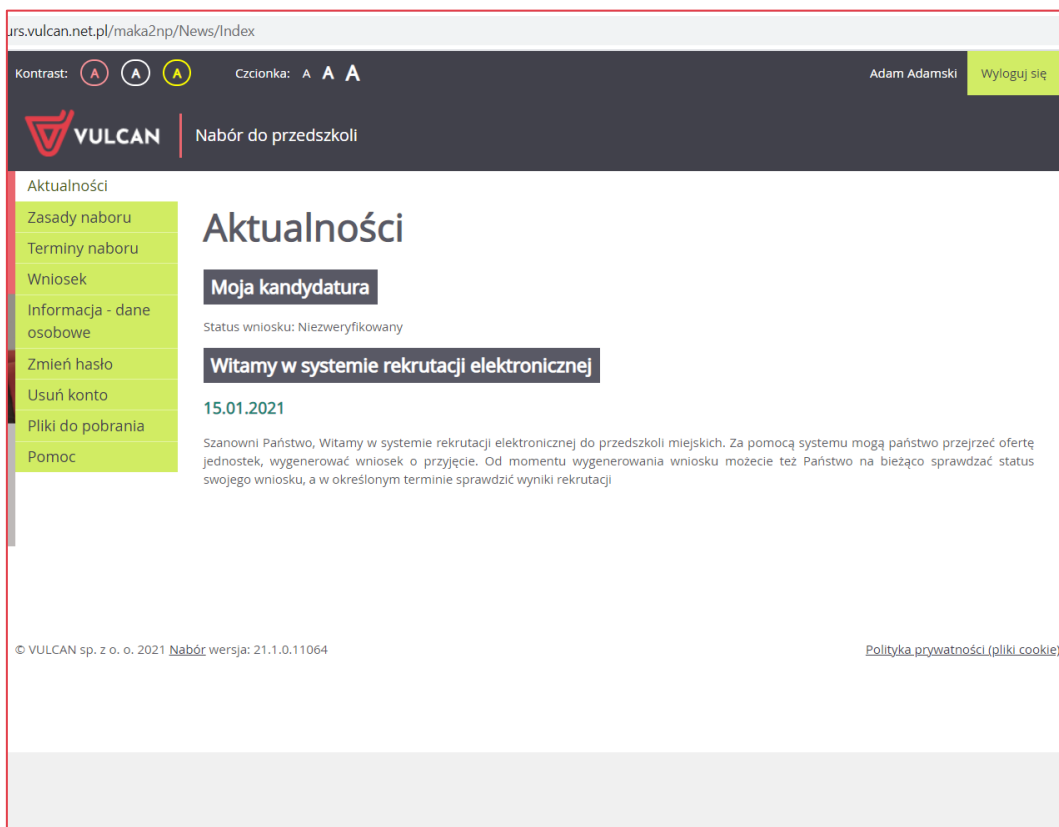 urs.vulcan.net.pl/maka2np/News/Index
Kontrast: A A A Czcionka: A A A Adam Adamski Wyloguj się
VULCAN Nabór do przedszkoli
Aktualności
Zasady naboru
Terminy naboru
Wniosek
Informacja - dane
osobowe
Zmień hasło
Usuń konto
Pliki do pobrania
Pomoc
Aktualności
Moja kandydatura
Status wniosku: Niezweryfikowany
Witamy w systemie rekrutacji elektronicznej
15.01.2021
Szanowni Państwo, Witamy w systemie rekrutacji elektronicznej do przedszkoli miejskich. Za pomocą systemu mogą państwo przejrzeć ofertę
jednostek, wygenerować wniosek o przyjęcie. Od momentu wygenerowania wniosku możecie też Państwo na bieżąco sprawdzać status
swojego wniosku, a w określonym terminie sprawdzić wyniki rekrutacji
© VULCAN sp. z o. o. 2021 Nabór wersja: 21.1.0.11064 Polityka prywatności (pliki cookie)